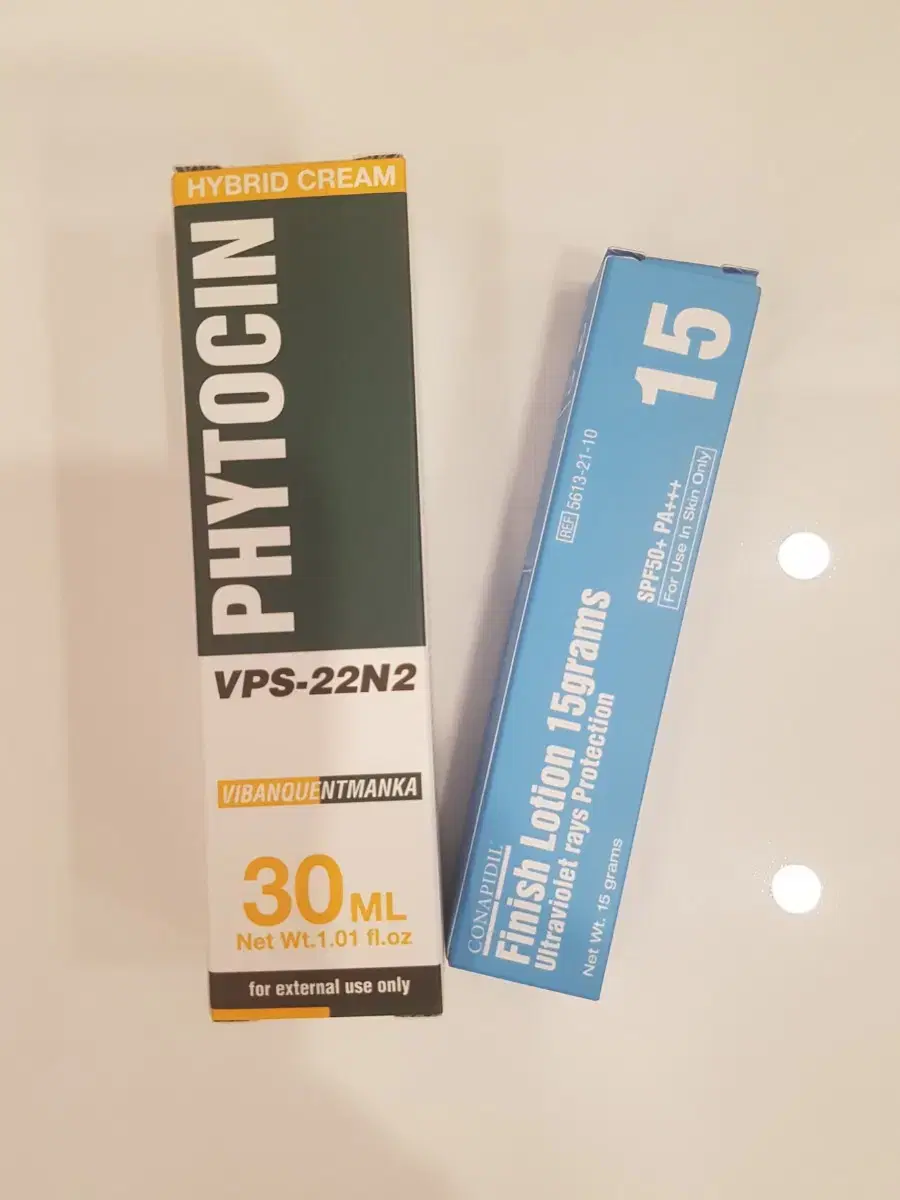 HYBRID CREAM
PHYTOCIN
VPS-22N2
VIBANQUENTMANKA
30 ML
Net Wt.1.01 fl.oz
for external use only
15
REF 5613-21-10
SPF50+ PA+++
For Use In Skin Only
CONAPIDIL
Finish Lotion 15grams
Ultraviolet rays Protection
Net Wt. 15 grams